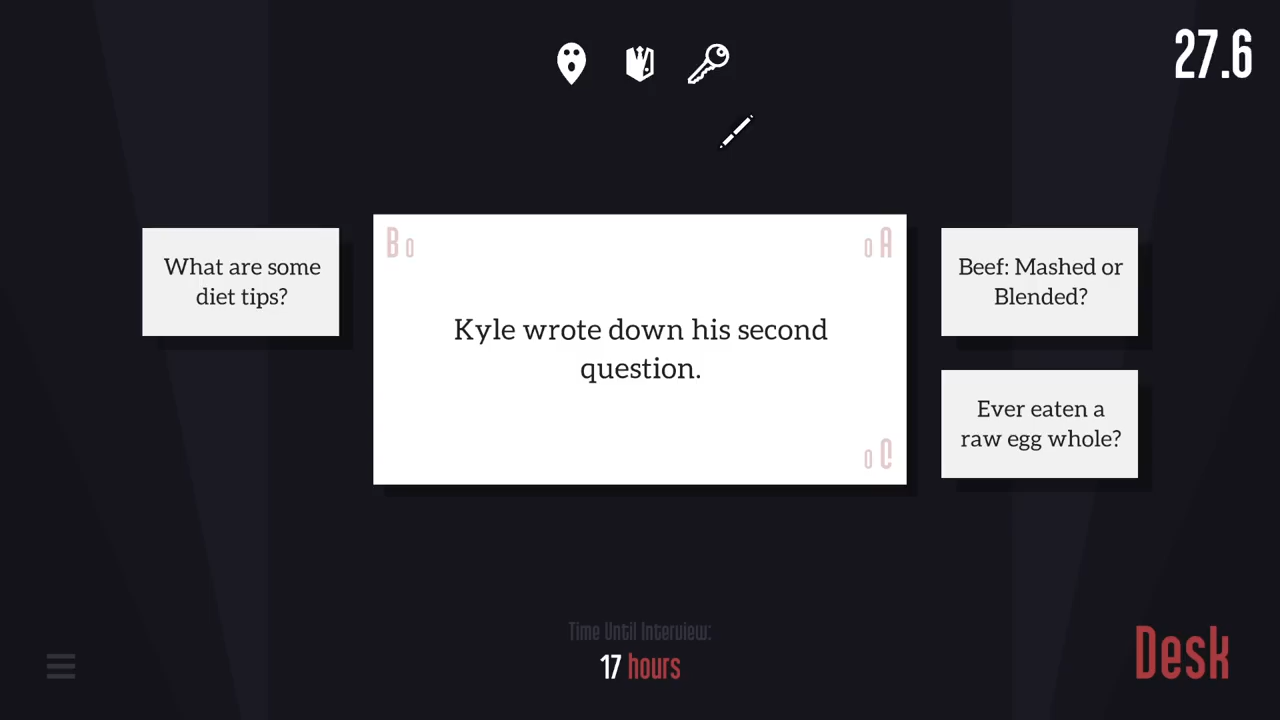 27.6
What are some
diet tips?
B 0
0 A
Kyle wrote down his second
question.
0 C
Beef: Mashed or
Blended?
Ever eaten a
raw egg whole?
Time Until Interview:
17 hours
Desk